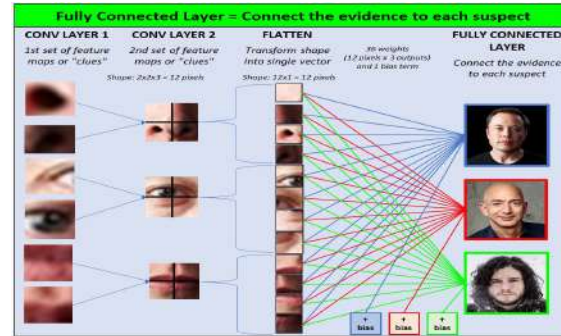 Fully Connected Layer = Connect the evidence to each suspect
CONV LAYER 1
1st set of feature
maps or "clues"
CONV LAYER 2
2nd set of feature
maps or "clues"
Shape: 2x2x3 = 12 pixels
FLATTEN
Transform shape
into single vector
Shape: 12x1 = 12 pixels
36 weights
(12 pixels x 3 outputs)
and 1 bias term
FULLY CONNECTED
LAYER
Connect the evidence
to each suspect
+
bias
+
bias
+
bias